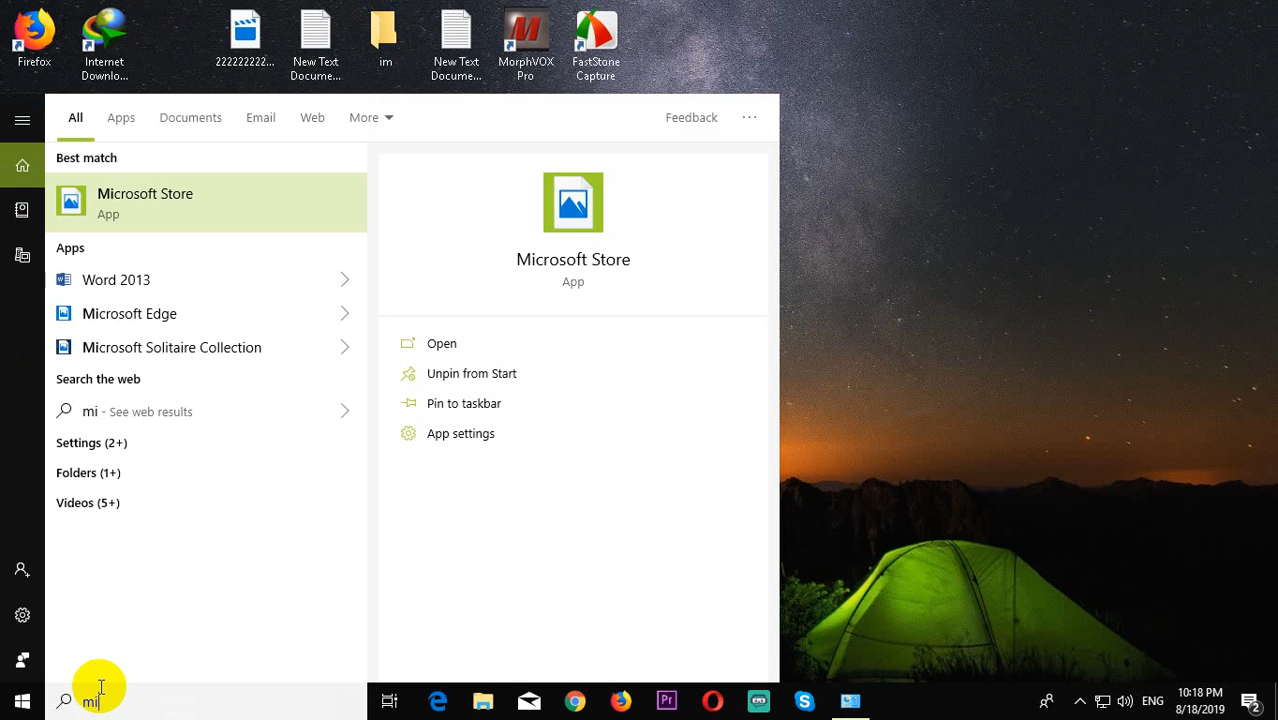 Firefox
Internet
Downlo...
222222222...
New Text
Docume...
im
New Text
Docume...
MorphVOX
Pro
FastStone
Capture
All Apps Documents Email Web More Feedback ...
Best match
Microsoft Store
App
Apps
Word 2013
Microsoft Edge
Microsoft Solitaire Collection
Search the web
mi - See web results
Settings (2+)
Folders (1+)
Videos (5+)
Microsoft Store
App
Open
Unpin from Start
Pin to taskbar
App settings
mi
Pr
ENG
10:18 PM
8/18/2019
2